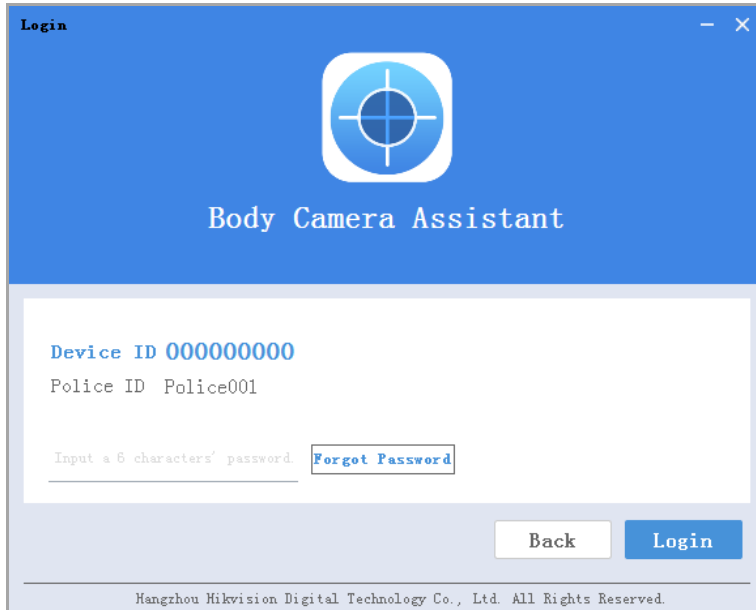 Login
Body Camera Assistant
Device ID 000000000
Police ID Police001
Input a 6 characters' password. Forgot Password
Back Login
Hangzhou Hikvision Digital Technology Co., Ltd. All Rights Reserved.